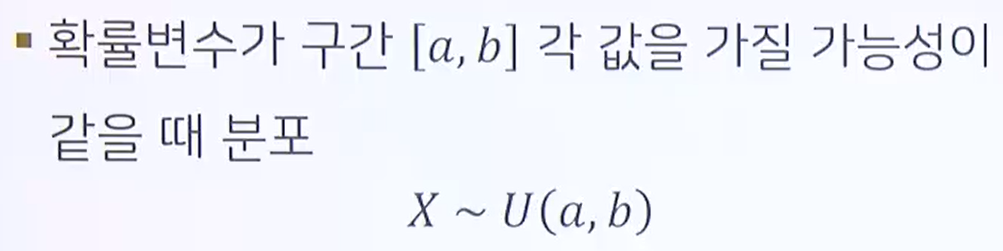 ▪ 확률변수가 구간 [a, b] 각 값을 가질 가능성이
같을 때 분포
X ~ U(a, b)